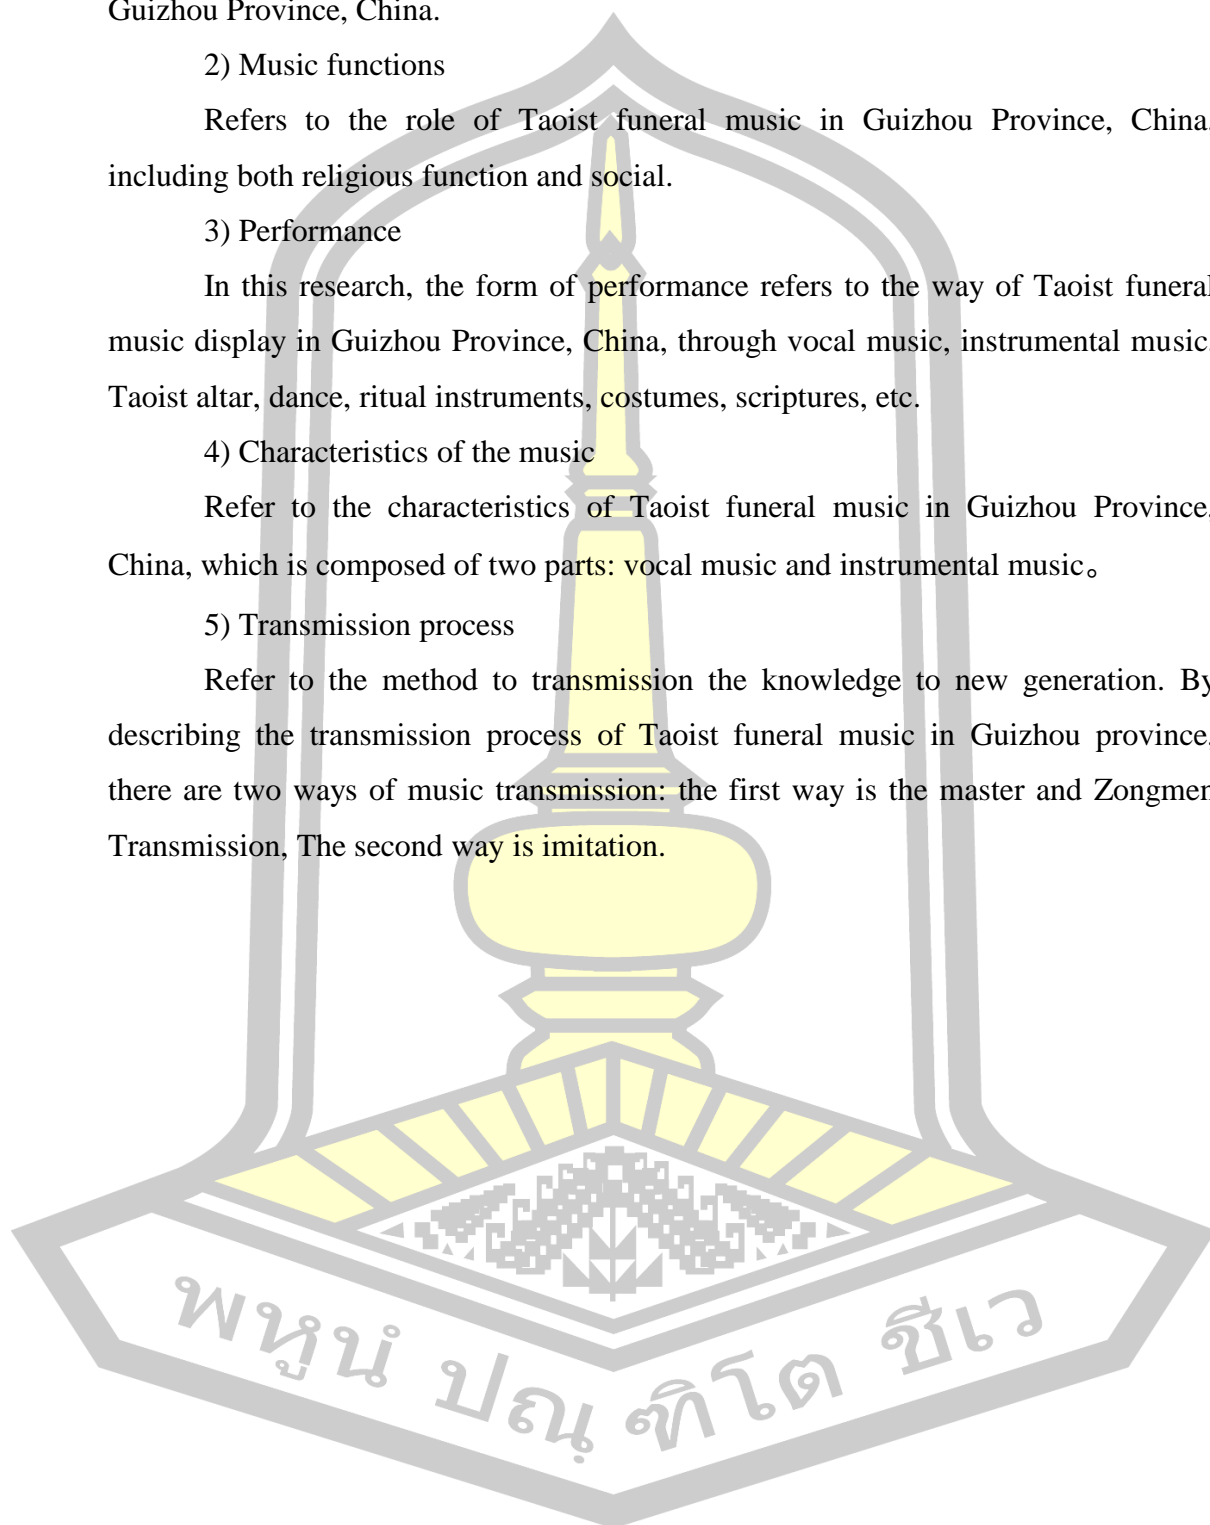 Guizhou Province, China.
2) Music functions
Refers to the role of Taoist funeral music in Guizhou Province, China,
including both religious function and social.
3) Performance
In this research, the form of performance refers to the way of Taoist funeral
music display in Guizhou Province, China, through vocal music, instrumental music,
Taoist altar, dance, ritual instruments, costumes, scriptures, etc.
4) Characteristics of the music
Refer to the characteristics of Taoist funeral music in Guizhou Province,
China, which is composed of two parts: vocal music and instrumental music。
5) Transmission process
Refer to the method to transmission the knowledge to new generation. By
describing the transmission process of Taoist funeral music in Guizhou province,
there are two ways of music transmission: the first way is the master and Zongmen
Transmission, The second way is imitation.
พหูนํ ปณฺฑิโต ชีเว